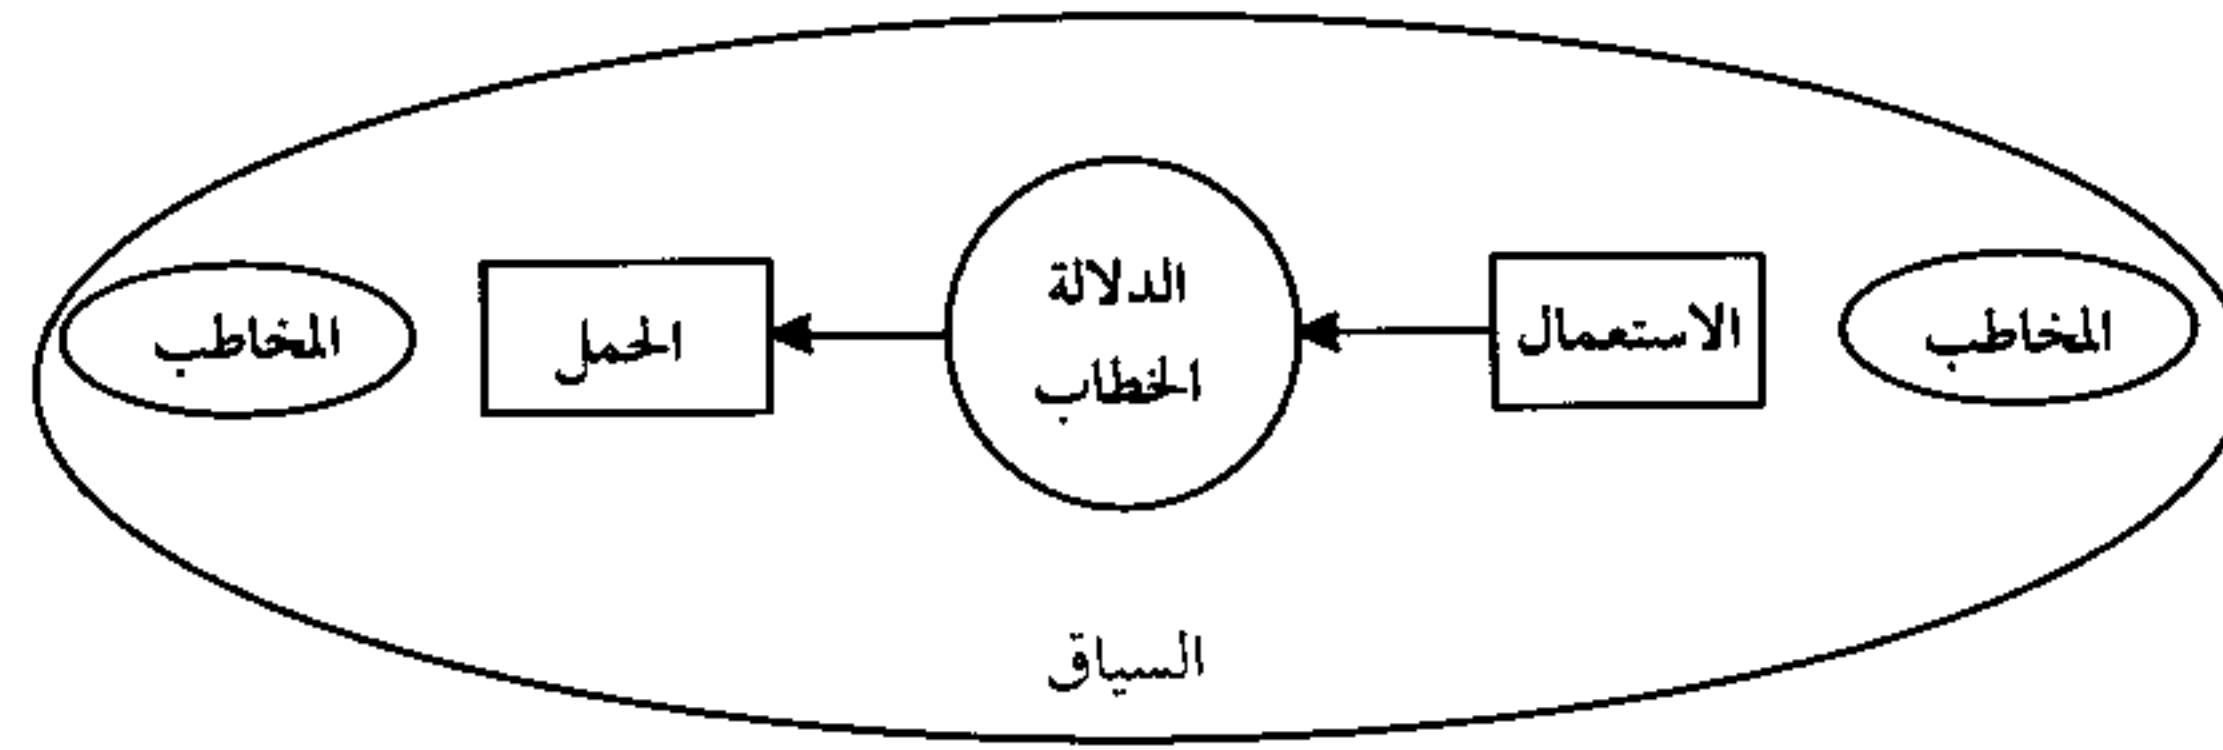 المخاطب
الاستعمال
الدلالة
الخطاب
الحمل
المخاطب
السياق